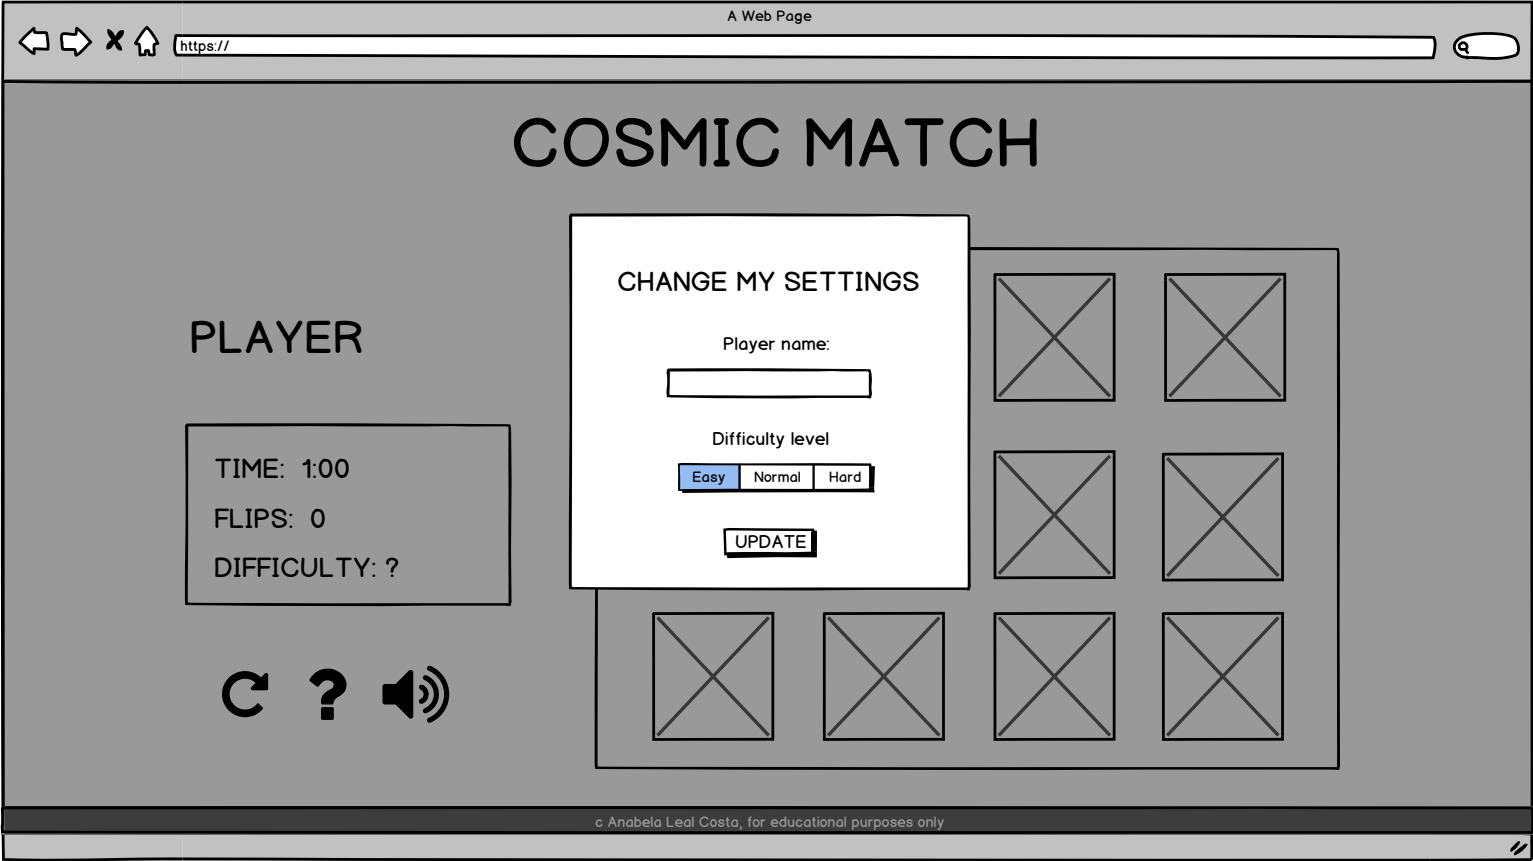 A Web Page
https://
COSMIC MATCH
CHANGE MY SETTINGS
Player name:
Difficulty level
Easy Normal Hard
UPDATE
PLAYER
TIME: 1:00
FLIPS: 0
DIFFICULTY: ?
c Anabela Leal Costa, for educational purposes only